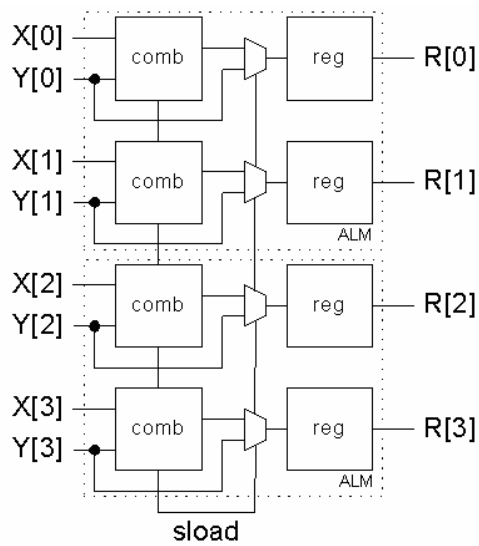 X[0]
comb
reg
R[0]
Y[0]
X[1]
comb
reg
R[1]
Y[1]
ALM
X[2]
comb
reg
R[2]
Y[2]
X[3]
comb
reg
R[3]
Y[3]
ALM
sload